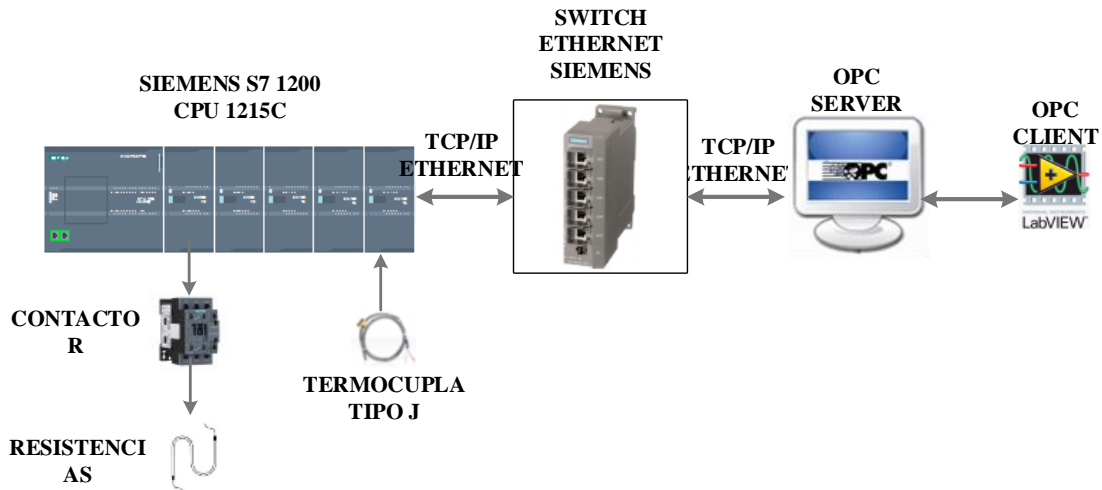 SWITCH
ETHERNET
SIEMENS
SIEMENS S7 1200
CPU 1215C
OPC
SERVER
OPC
CLIENT
TCP/IP
ETHERNET
TCP/IP
ETHERNET
OPC
LabVIEW
CONTACTO
R
TERMOCUPLA
TIPO J
RESISTENCI
AS